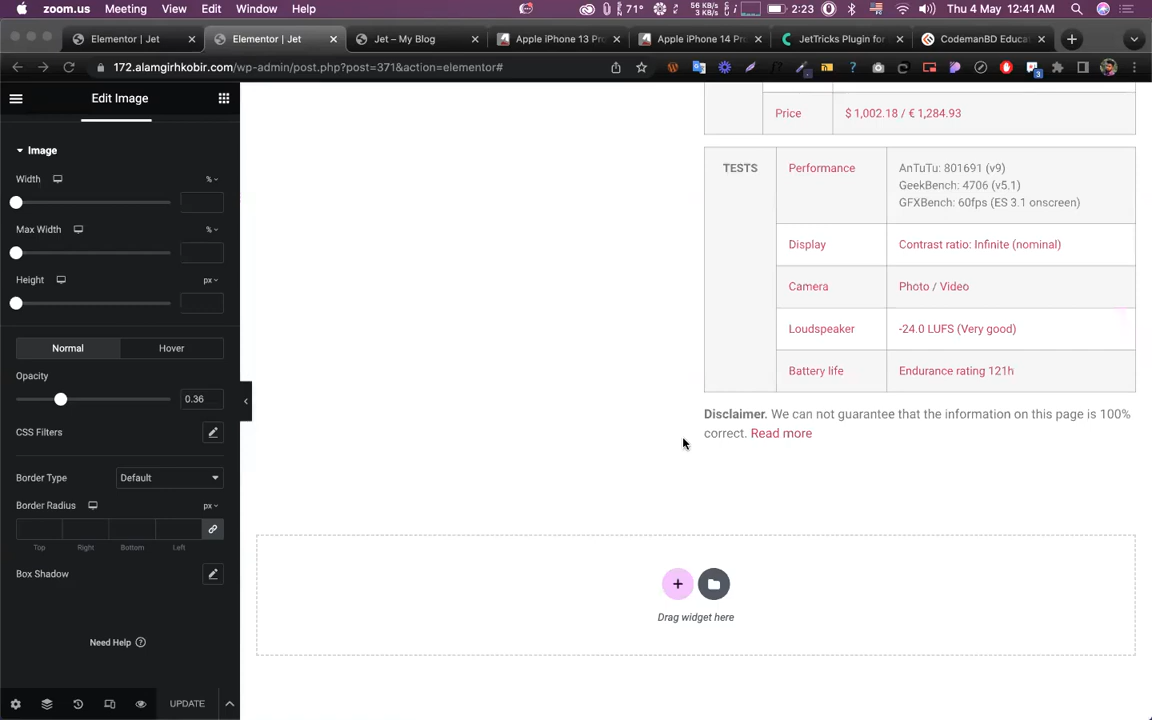 zoom.us Meeting View Edit Window Help 71° 56 KB/s 3 KB/s 2:23 Thu 4 May 12:41 AM
Elementor | Jet Elementor | Jet Jet – My Blog Apple iPhone 13 Pro Apple iPhone 14 Pro JetTricks Plugin for CodemanBD Educa
172.alamgirhkobir.com/wp-admin/post.php?post=371&action=elementor#
Edit Image
Price $ 1,002.18 / € 1,284.93
Image
TESTS Performance AnTuTu: 801691 (v9)
GeekBench: 4706 (v5.1)
GFXBench: 60fps (ES 3.1 onscreen)
Width %
Max Width %
Display Contrast ratio: Infinite (nominal)
Height px
Camera Photo / Video
Loudspeaker -24.0 LUFS (Very good)
Normal Hover
Battery life Endurance rating 121h
Opacity
0.36
Disclaimer. We can not guarantee that the information on this page is 100%
correct. Read more
CSS Filters
Border Type Default
Border Radius px
Top Right Bottom Left
Box Shadow
Drag widget here
Need Help
UPDATE